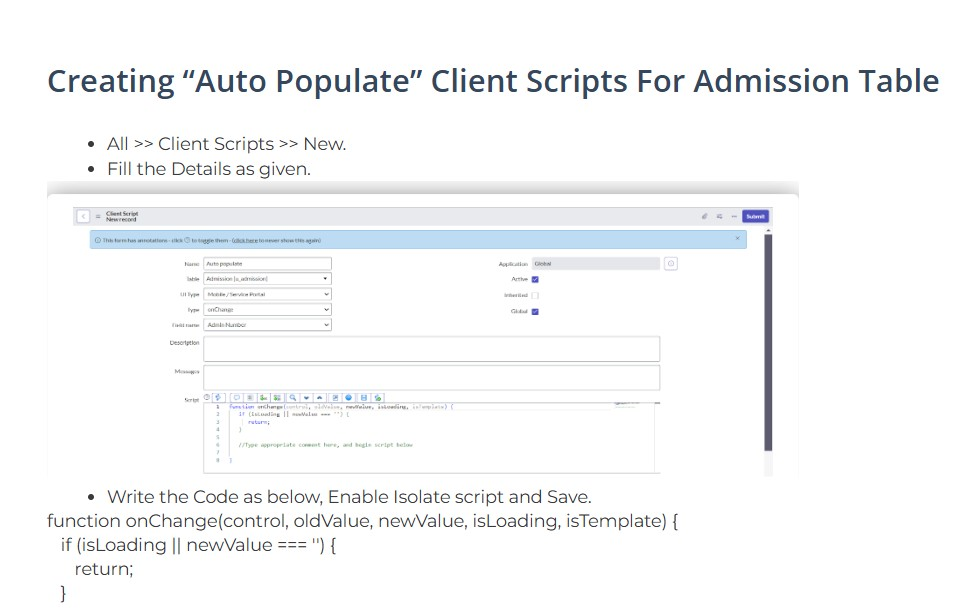 Creating “Auto Populate” Client Scripts For Admission Table
• All >> Client Scripts >> New.
• Fill the Details as given.
Client Script
New record
Submit
This form has annotations - click to toggle them - (click here to never show this again)
Name Auto populate
Application Global
Table Admission [u_admission]
Active
UI Type Mobile / Service Portal
Inherited
Type onChange
Global
Field name Admin Number
Description
Messages
Script
1 function onChange(control, oldValue, newValue, isLoading, isTemplate) {
2 if (isLoading || newValue === '') {
3 return;
4 }
5
6 //Type appropriate comment here, and begin script below
7
8 }
• Write the Code as below, Enable Isolate script and Save.
function onChange(control, oldValue, newValue, isLoading, isTemplate) {
if (isLoading || newValue === '') {
return;
}